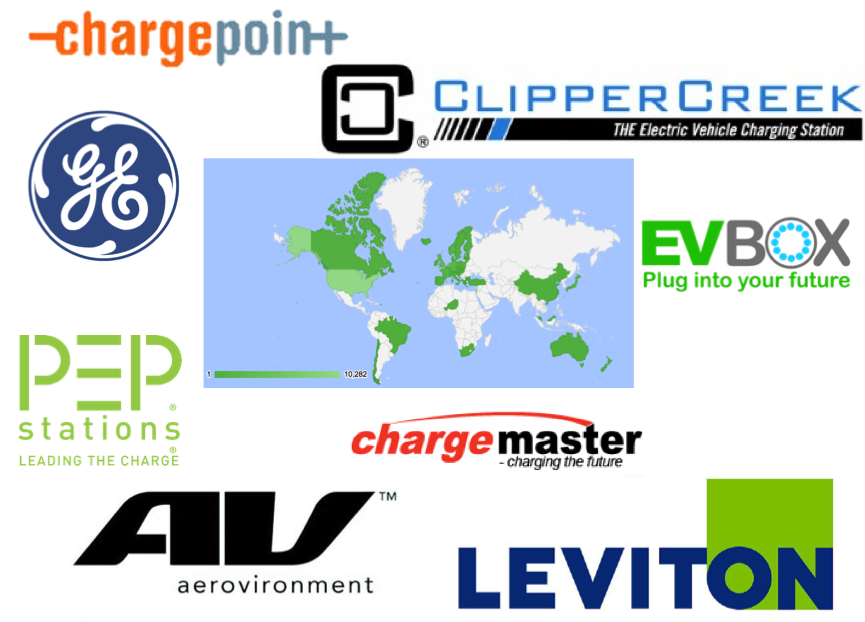 chargepoint
CLIPPERCREEK
®
THE Electric Vehicle Charging Station
GE
EVBOX
Plug into your future
1
10,282
PEP
®
stations
®
LEADING THE CHARGE
chargemaster
- charging the future
AV
TM
aerovironment
LEVITON